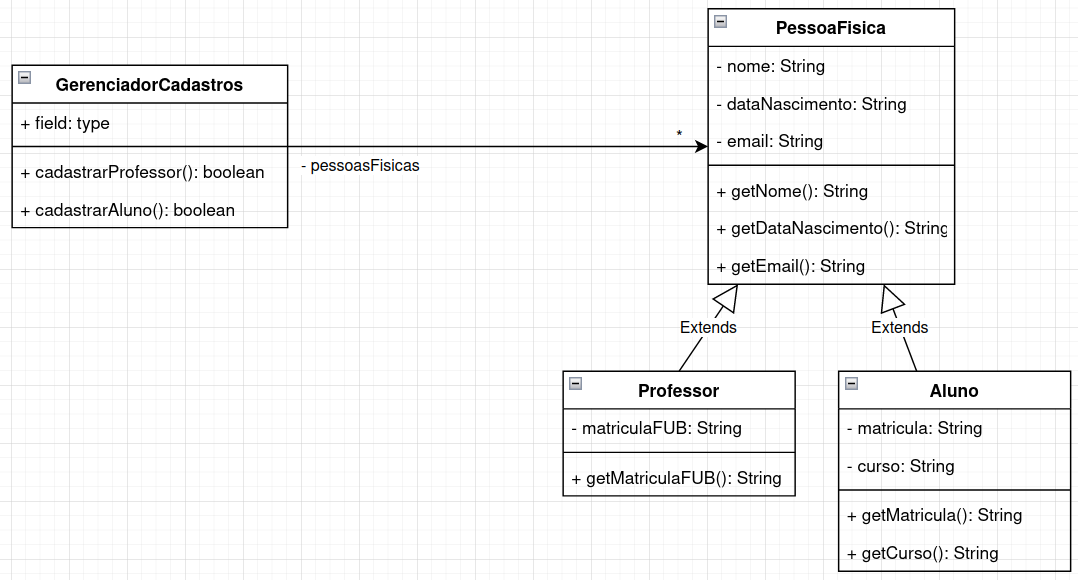 GerenciadorCadastros
+ field: type
+ cadastrarProfessor(): boolean
+ cadastrarAluno(): boolean
- pessoasFisicas
*
PessoaFisica
- nome: String
- dataNascimento: String
- email: String
+ getNome(): String
+ getDataNascimento(): String
+ getEmail(): String
Extends
Extends
Professor
- matriculaFUB: String
+ getMatriculaFUB(): String
Aluno
- matricula: String
- curso: String
+ getMatricula(): String
+ getCurso(): String